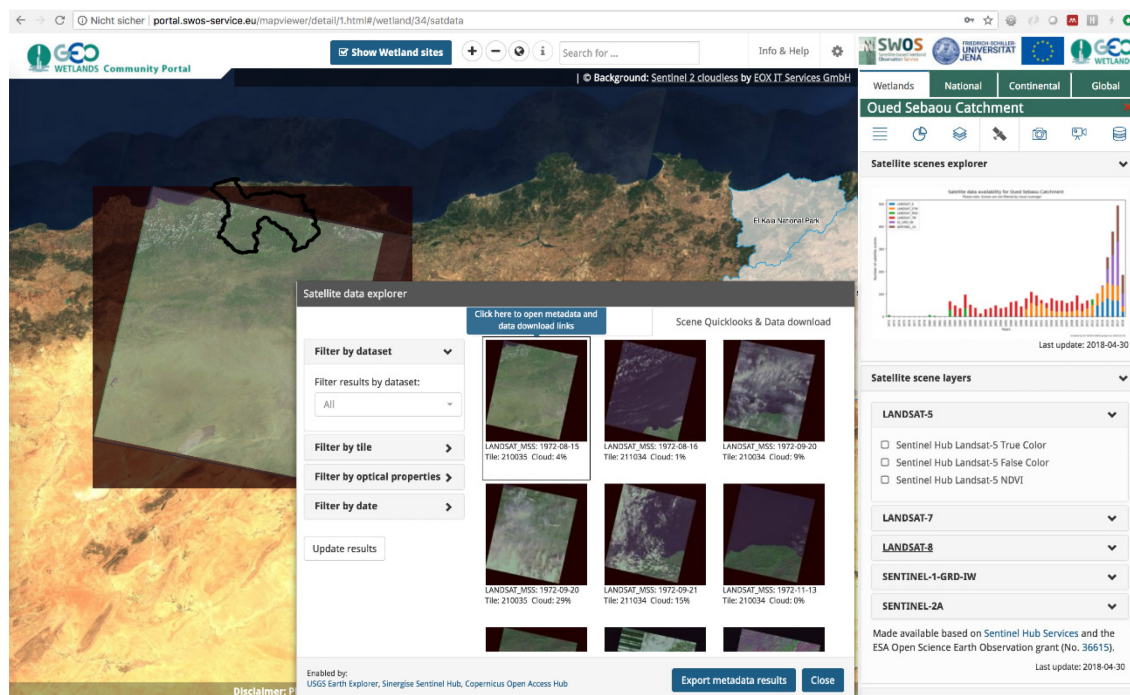 Nicht sicher | portal.swos-service.eu/mapviewer/detail/1.html#/wetland/34/satdata
GEO
WETLANDS Community Portal
Show Wetland sites
Search for ...
Info & Help
| © Background: Sentinel 2 cloudless by EOX IT Services GmbH
El Kala National Park
Satellite data explorer
Click here to open metadata and
data download links
Scene Quicklooks & Data download
Filter by dataset
Filter results by dataset:
All
Filter by tile
Filter by optical properties
Filter by date
Update results
LANDSAT_MSS: 1972-08-15
Tile: 210035 Cloud: 4%
LANDSAT_MSS: 1972-08-16
Tile: 211034 Cloud: 1%
LANDSAT_MSS: 1972-09-20
Tile: 210034 Cloud: 9%
LANDSAT_MSS: 1972-09-20
Tile: 210035 Cloud: 29%
LANDSAT_MSS: 1972-09-21
Tile: 211034 Cloud: 15%
LANDSAT_MSS: 1972-11-13
Tile: 211034 Cloud: 0%
Enabled by:
USGS Earth Explorer, Sinergise Sentinel Hub, Copernicus Open Access Hub
Export metadata results
Close
Disclaimer:
SWOS
FRIEDRICH-SCHILLER-
UNIVERSITÄT
JENA
GEO
WETLANDS
Wetlands
National
Continental
Global
Oued Sebaou Catchment
Satellite scenes explorer
Satellite data availability for Oued Sebaou Catchment
Last update: 2018-04-30
Satellite scene layers
LANDSAT-5
Sentinel Hub Landsat-5 True Color
Sentinel Hub Landsat-5 False Color
Sentinel Hub Landsat-5 NDVI
LANDSAT-7
LANDSAT-8
SENTINEL-1-GRD-IW
SENTINEL-2A
Made available based on Sentinel Hub Services and the
ESA Open Science Earth Observation grant (No. 36615).
Last update: 2018-04-30